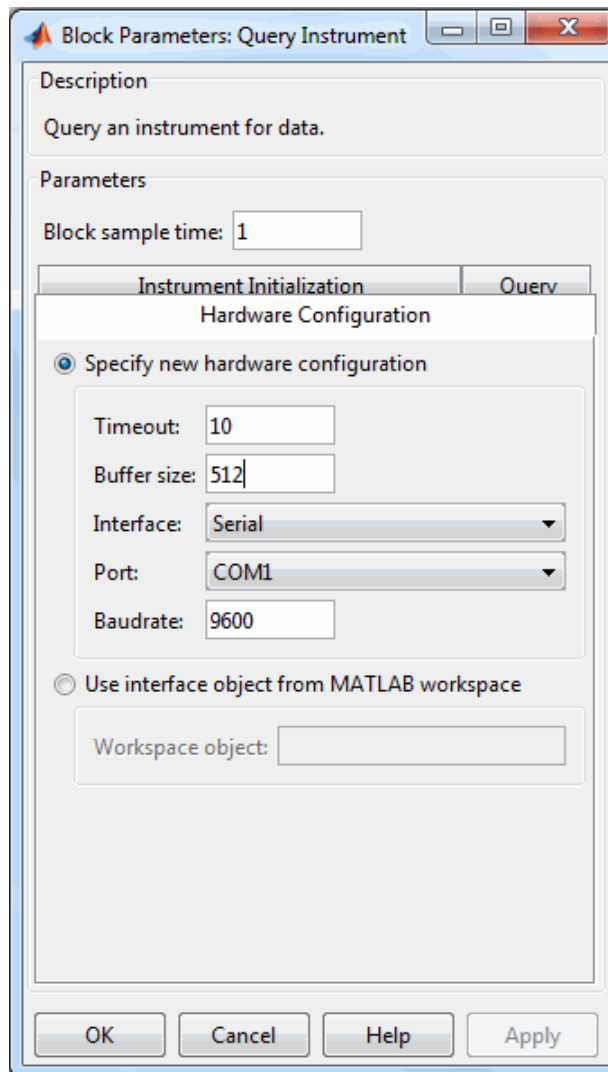 Block Parameters: Query Instrument
Description
Query an instrument for data.
Parameters
Block sample time: 1
Instrument Initialization Query
Hardware Configuration
Specify new hardware configuration
Timeout: 10
Buffer size: 512
Interface: Serial
Port: COM1
Baudrate: 9600
Use interface object from MATLAB workspace
Workspace object:
OK Cancel Help Apply